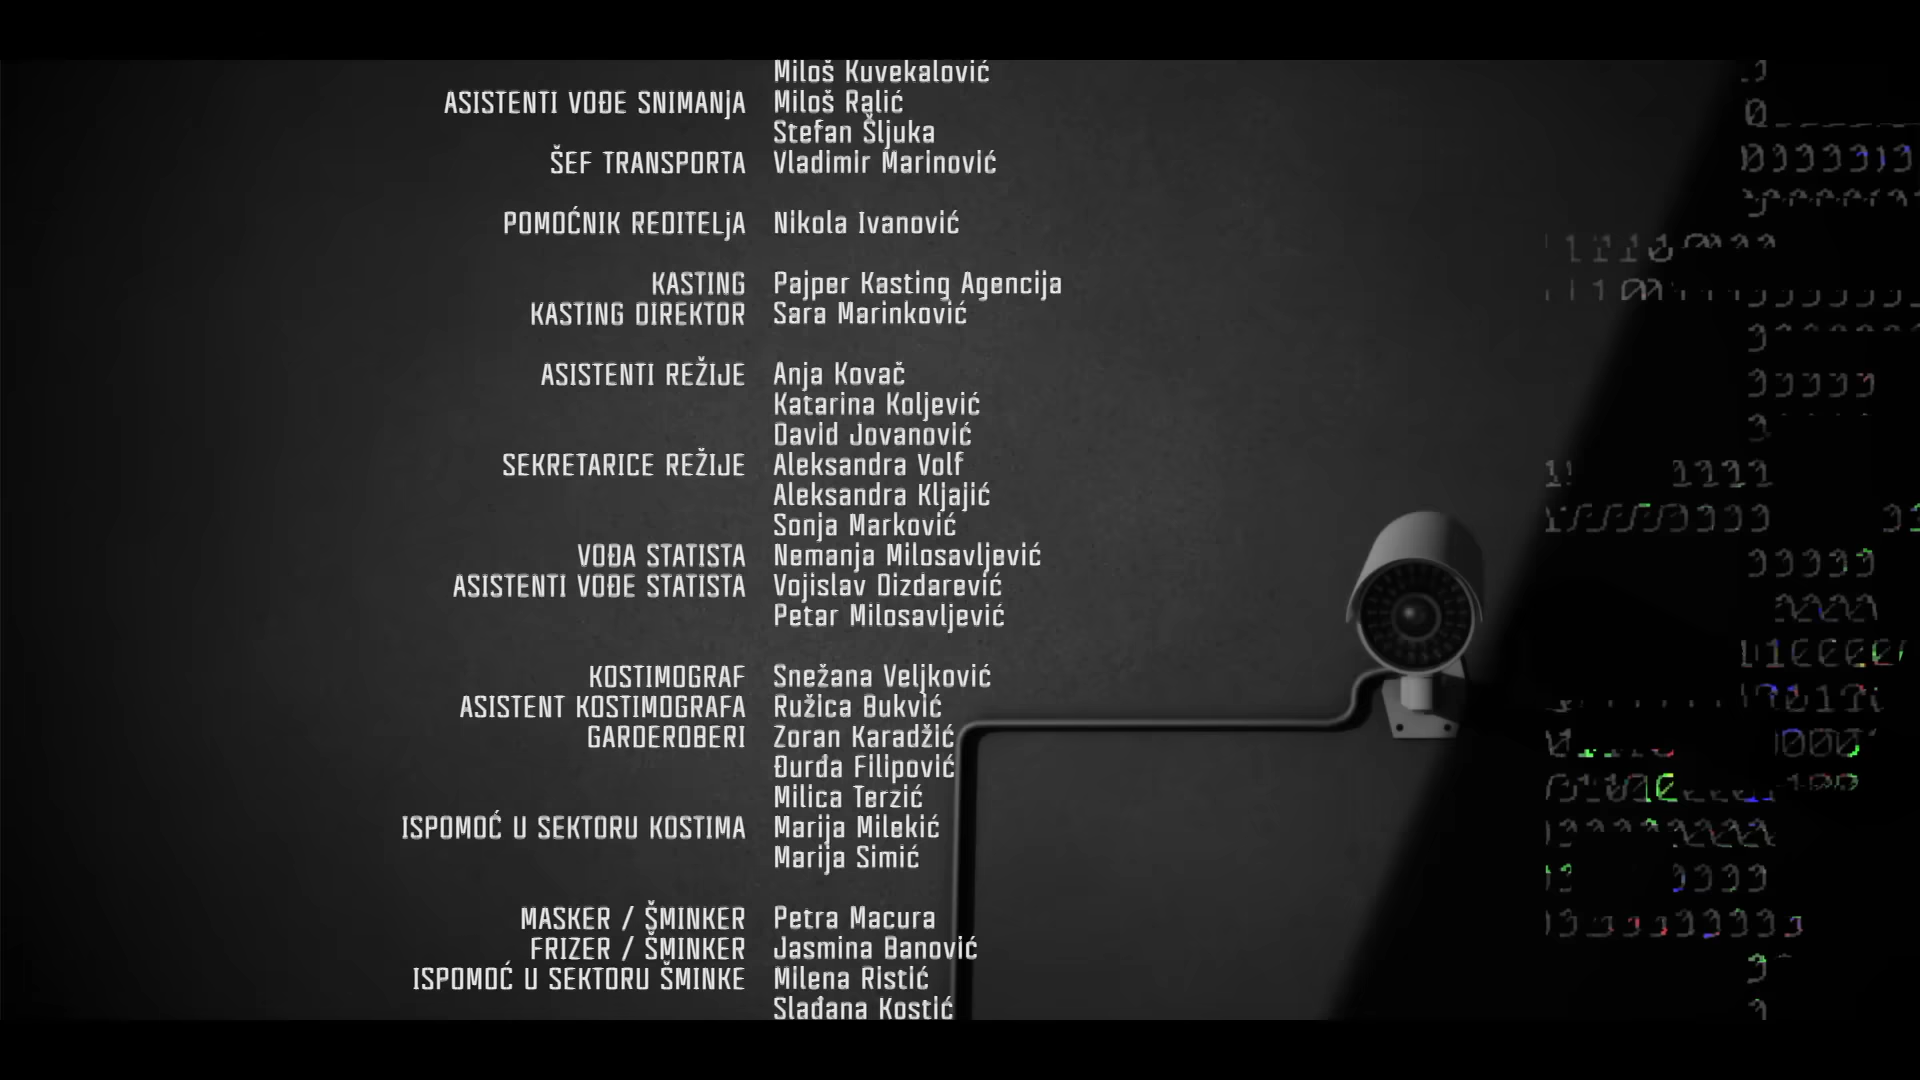 Miloš Kuvekalović
ASISTENTI VOĐE SNIMANjA Miloš Ralić
Stefan Šljuka
ŠEF TRANSPORTA Vladimir Marinović
POMOĆNIK REDITELjA Nikola Ivanović
KASTING Pajper Kasting Agencija
KASTING DIREKTOR Sara Marinković
ASISTENTI REŽIJE Anja Kovač
Katarina Koljević
David Jovanović
SEKRETARICE REŽIJE Aleksandra Volf
Aleksandra Kljajić
Sonja Marković
VOĐA STATISTA Nemanja Milosavljević
ASISTENTI VOĐE STATISTA Vojislav Dizdarević
Petar Milosavljević
KOSTIMOGRAF Snežana Veljković
ASISTENT KOSTIMOGRAFA Ružica Bukvić
GARDEROBERI Zoran Karadžić
Đurđa Filipović
Milica Terzić
ISPOMOĆ U SEKTORU KOSTIMA Marija Milekić
Marija Simić
MASKER / ŠMINKER Petra Macura
FRIZER / ŠMINKER Jasmina Banović
ISPOMOĆ U SEKTORU ŠMINKE Milena Ristić
Slađana Kostić